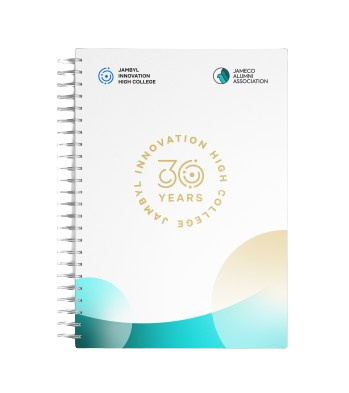 JAMBYL
INNOVATION
HIGH COLLEGE
JAMECO
ALUMNI
ASSOCIATION
JAMBYL INNOVATION HIGH COLLEGE
30
YEARS